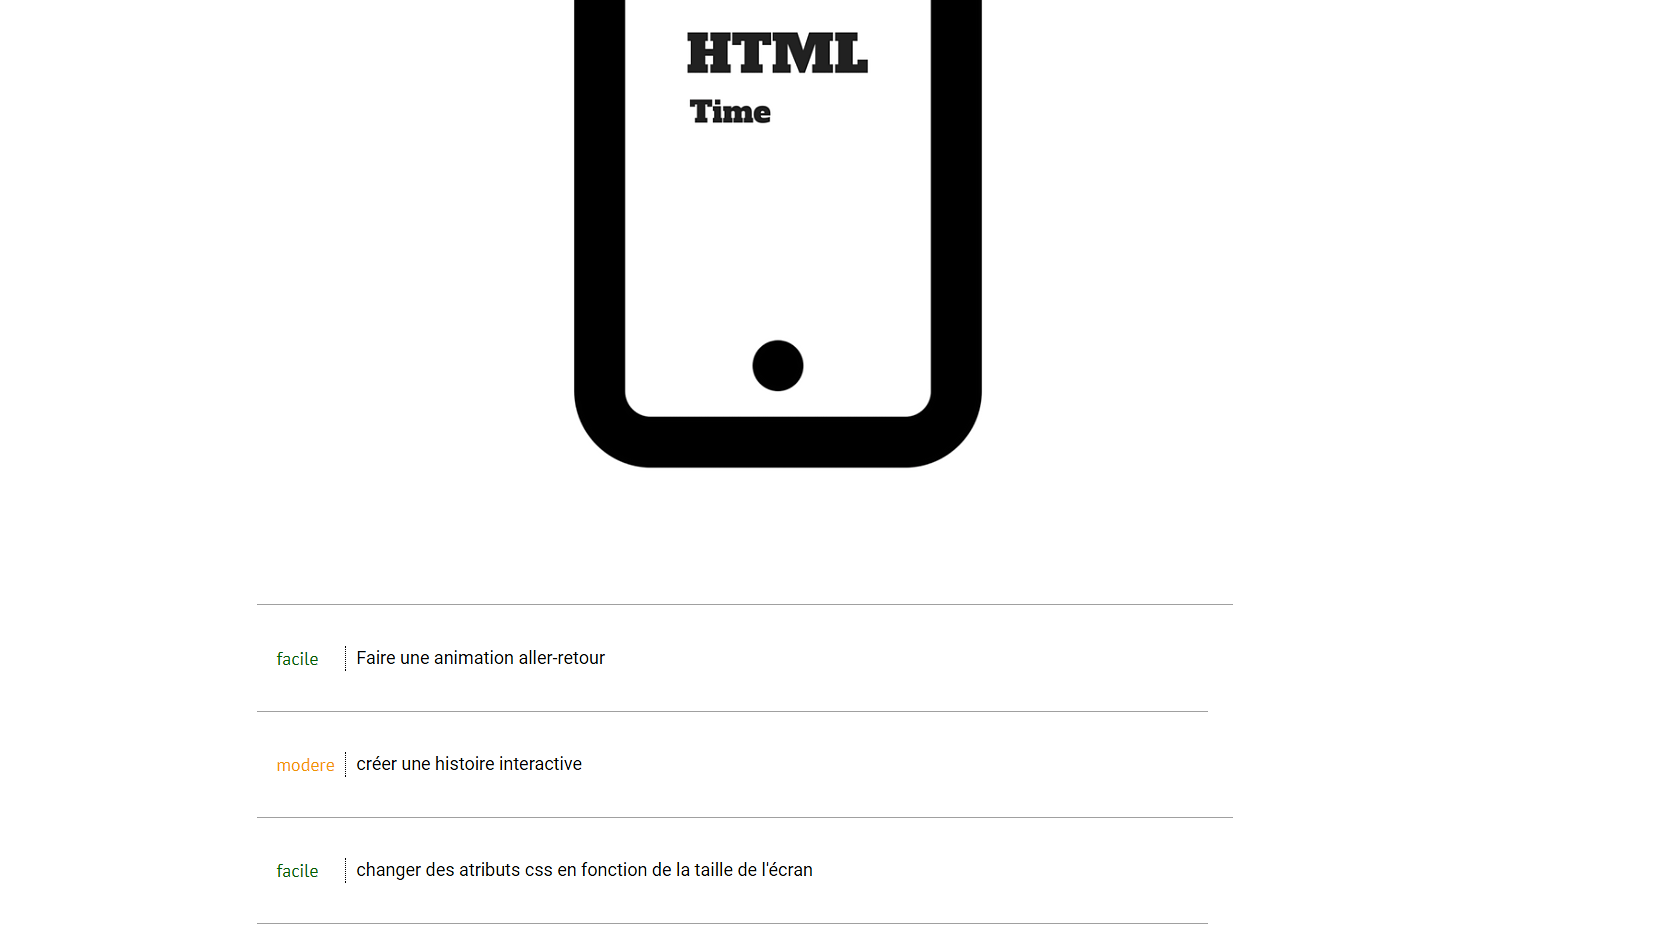 HTML
Time
facile Faire une animation aller-retour
modere créer une histoire interactive
facile changer des atributs css en fonction de la taille de l'écran